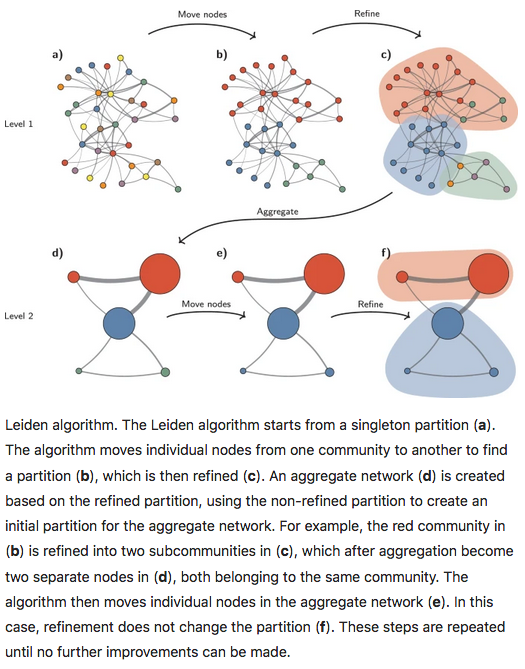 Move nodes
Refine
a)
b)
c)
Level 1
Aggregate
d)
e)
f)
Move nodes
Refine
Level 2
Leiden algorithm. The Leiden algorithm starts from a singleton partition (a).
The algorithm moves individual nodes from one community to another to find
a partition (b), which is then refined (c). An aggregate network (d) is created
based on the refined partition, using the non-refined partition to create an
initial partition for the aggregate network. For example, the red community in
(b) is refined into two subcommunities in (c), which after aggregation become
two separate nodes in (d), both belonging to the same community. The
algorithm then moves individual nodes in the aggregate network (e). In this
case, refinement does not change the partition (f). These steps are repeated
until no further improvements can be made.